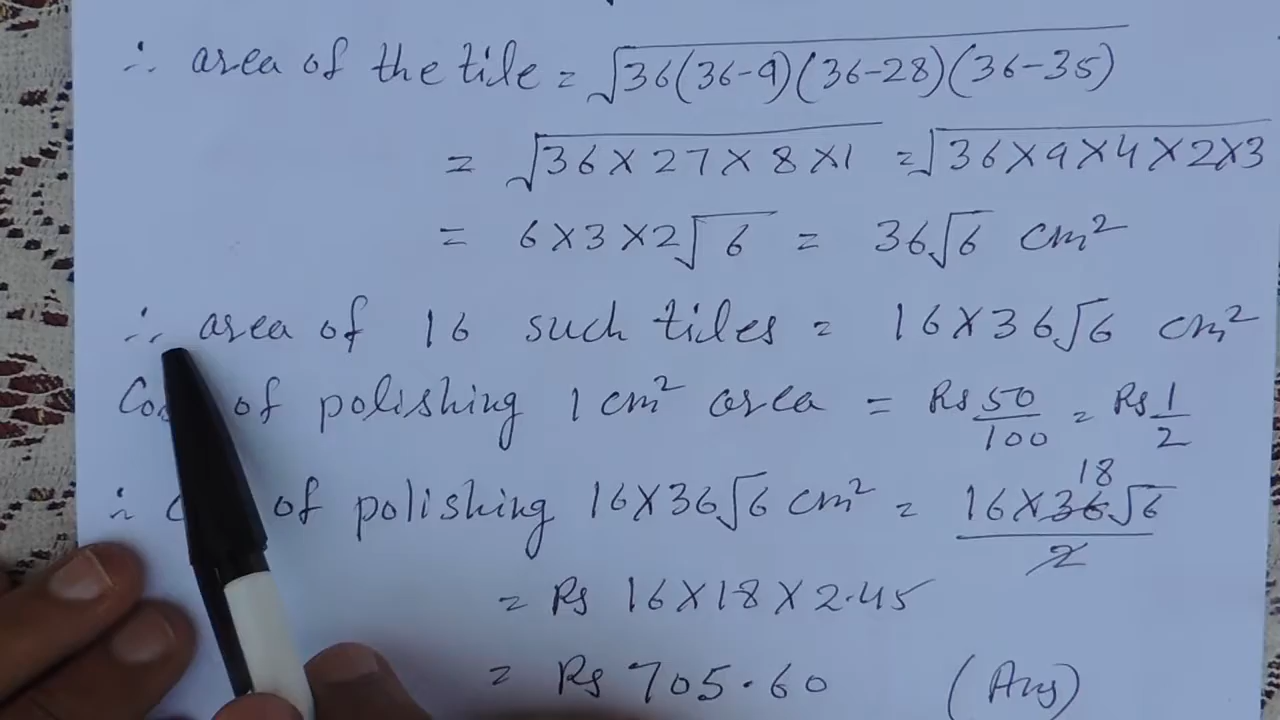 ∴ area of the tile = √36(36-9)(36-28)(36-35)
= √36×27×8×1 = √36×9×4×2×3
= 6×3×2√6 = 36√6 cm²
∴ area of 16 such tiles = 16×36√6 cm²
of polishing 1 cm² area = Rs 50/100 = Rs 1/2
∴ of polishing 16×36√6 cm² = 16×36√6/2 18
= Rs 16×18×2.45
= Rs 705.60 (Ans)